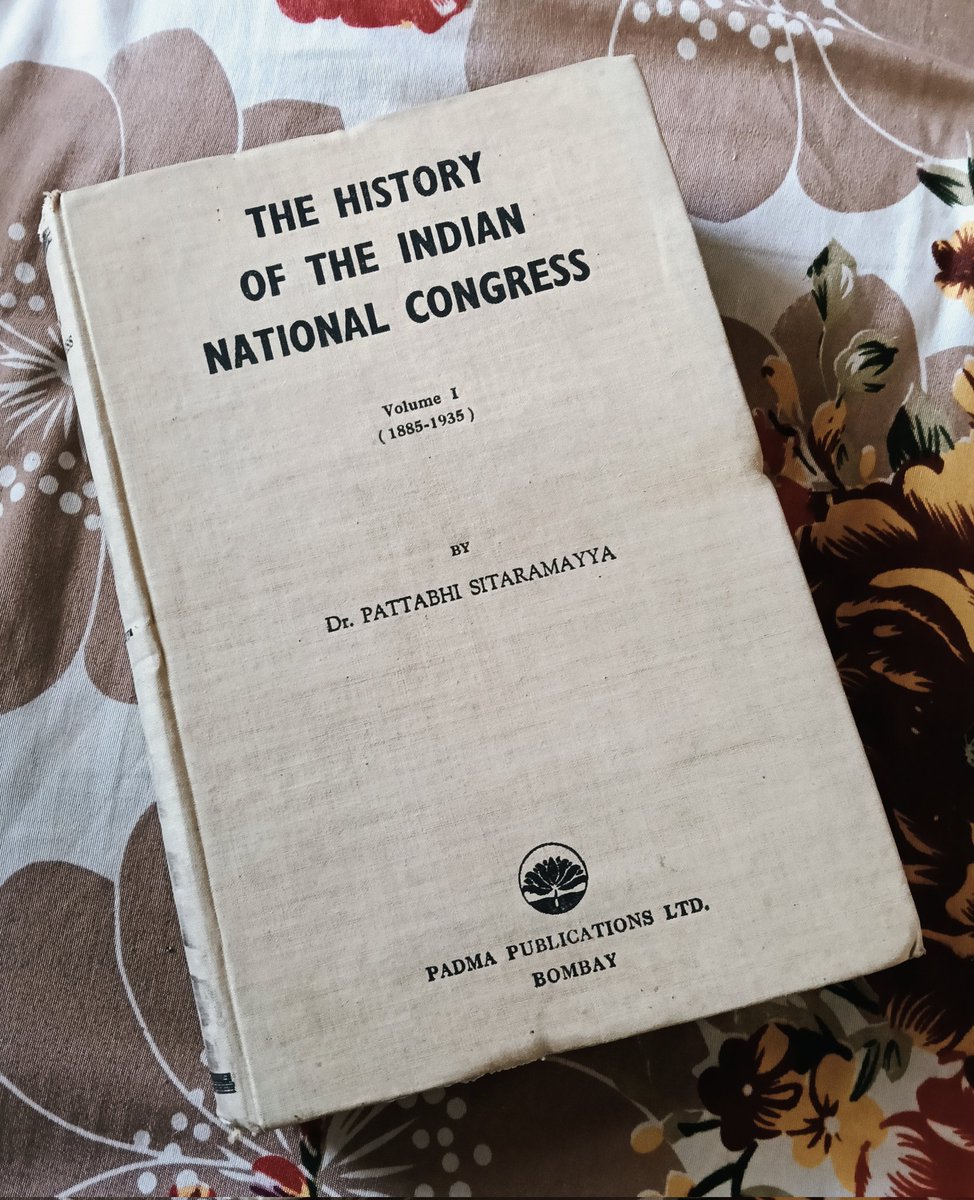 THE HISTORY
OF THE INDIAN
NATIONAL CONGRESS
Volume I
( 1885-1935 )
BY
Dr. PATTABHI SITARAMAYYA
PADMA PUBLICATIONS LTD.
BOMBAY